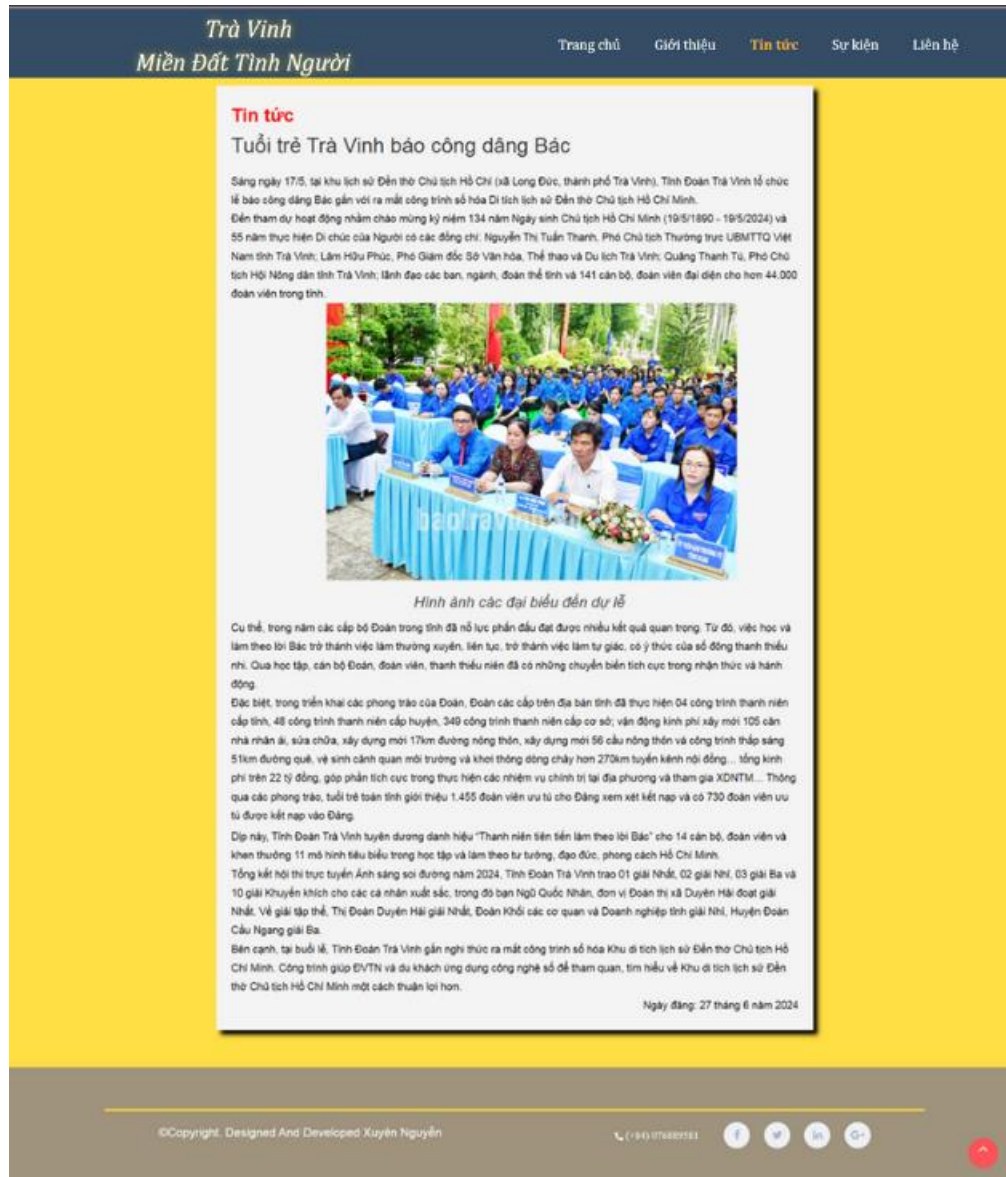 Trà Vinh
Miền Đất Tình Người
Trang chủ Giới thiệu Tin tức Sự kiện Liên hệ
Tin tức
Tuổi trẻ Trà Vinh báo công dâng Bác
Sáng ngày 17/5, tại khu lịch sử Đền thờ Chủ tịch Hồ Chí (xã Long Đức, thành phố Trà Vinh), Tỉnh Đoàn Trà Vinh tổ chức
lễ báo công dâng Bác gắn với ra mắt công trình số hóa Di tích lịch sử Đền thờ Chủ tịch Hồ Chí Minh.
Đến tham dự hoạt động nhằm chào mừng kỷ niệm 134 năm Ngày sinh Chủ tịch Hồ Chí Minh (19/5/1890 - 19/5/2024) và
55 năm thực hiện Di chúc của Người có các đồng chí: Nguyễn Thị Tuấn Thanh, Phó Chủ tịch Thường trực UBMTTQ Việt
Nam tỉnh Trà Vinh; Lâm Hữu Phúc, Phó Giám đốc Sở Văn hóa, Thể thao và Du lịch Trà Vinh; Quảng Thanh Tú, Phó Chủ
tịch Hội Nông dân tỉnh Trà Vinh; lãnh đạo các ban, ngành, đoàn thể tỉnh và 141 cán bộ, đoàn viên đại diện cho hơn 44.000
đoàn viên trong tỉnh.
Hình ảnh các đại biểu đến dự lễ
Cụ thể, trong năm các cấp bộ Đoàn trong tỉnh đã nỗ lực phấn đấu đạt được nhiều kết quả quan trọng. Từ đó, việc học và
làm theo lời Bác trở thành việc làm thường xuyên, liên tục, trở thành việc làm tự giác, có ý thức của số đông thanh thiếu
nhi. Qua học tập, cán bộ Đoàn, đoàn viên, thanh thiếu niên đã có những chuyển biến tích cực trong nhận thức và hành
động.
Đặc biệt, trong triển khai các phong trào của Đoàn, Đoàn các cấp trên địa bàn tỉnh đã thực hiện 04 công trình thanh niên
cấp tỉnh, 48 công trình thanh niên cấp huyện, 349 công trình thanh niên cấp cơ sở; vận động kinh phí xây mới 105 căn
nhà nhân ái, sửa chữa, xây dựng mới 17km đường nông thôn, xây dựng mới 56 cầu nông thôn và công trình thắp sáng
51km đường quê, vệ sinh cảnh quan môi trường và khơi thông dòng chảy hơn 270km tuyến kênh nội đồng... tổng kinh
phí trên 22 tỷ đồng, góp phần tích cực trong thực hiện các nhiệm vụ chính trị tại địa phương và tham gia XDNTM... Thông
qua các phong trào, tuổi trẻ toàn tỉnh giới thiệu 1.455 đoàn viên ưu tú cho Đảng xem xét kết nạp và có 730 đoàn viên ưu
tú được kết nạp vào Đảng.
Dịp này, Tỉnh Đoàn Trà Vinh tuyên dương danh hiệu "Thanh niên tiên tiến làm theo lời Bác" cho 14 cán bộ, đoàn viên và
khen thưởng 11 mô hình tiêu biểu trong học tập và làm theo tư tưởng, đạo đức, phong cách Hồ Chí Minh.
Tổng kết hội thi trực tuyến Ánh sáng soi đường năm 2024, Tỉnh Đoàn Trà Vinh trao 01 giải Nhất, 02 giải Nhì, 03 giải Ba và
10 giải Khuyến khích cho các cá nhân xuất sắc, trong đó bạn Ngũ Quốc Nhân, đơn vị Đoàn thị xã Duyên Hải đoạt giải
Nhất. Về giải tập thể, Thị Đoàn Duyên Hải giải Nhất, Đoàn Khối các cơ quan và Doanh nghiệp tỉnh giải Nhì, Huyện Đoàn
Cầu Ngang giải Ba.
Bên cạnh, tại buổi lễ, Tỉnh Đoàn Trà Vinh gắn nghi thức ra mắt công trình số hóa Khu di tích lịch sử Đền thờ Chủ tịch Hồ
Chí Minh. Công trình giúp ĐVTN và du khách ứng dụng công nghệ số để tham quan, tìm hiểu về Khu di tích lịch sử Đền
thờ Chủ tịch Hồ Chí Minh một cách thuận lợi hơn.
Ngày đăng: 27 tháng 6 năm 2024
©Copyright. Designed And Developed Xuyên Nguyễn